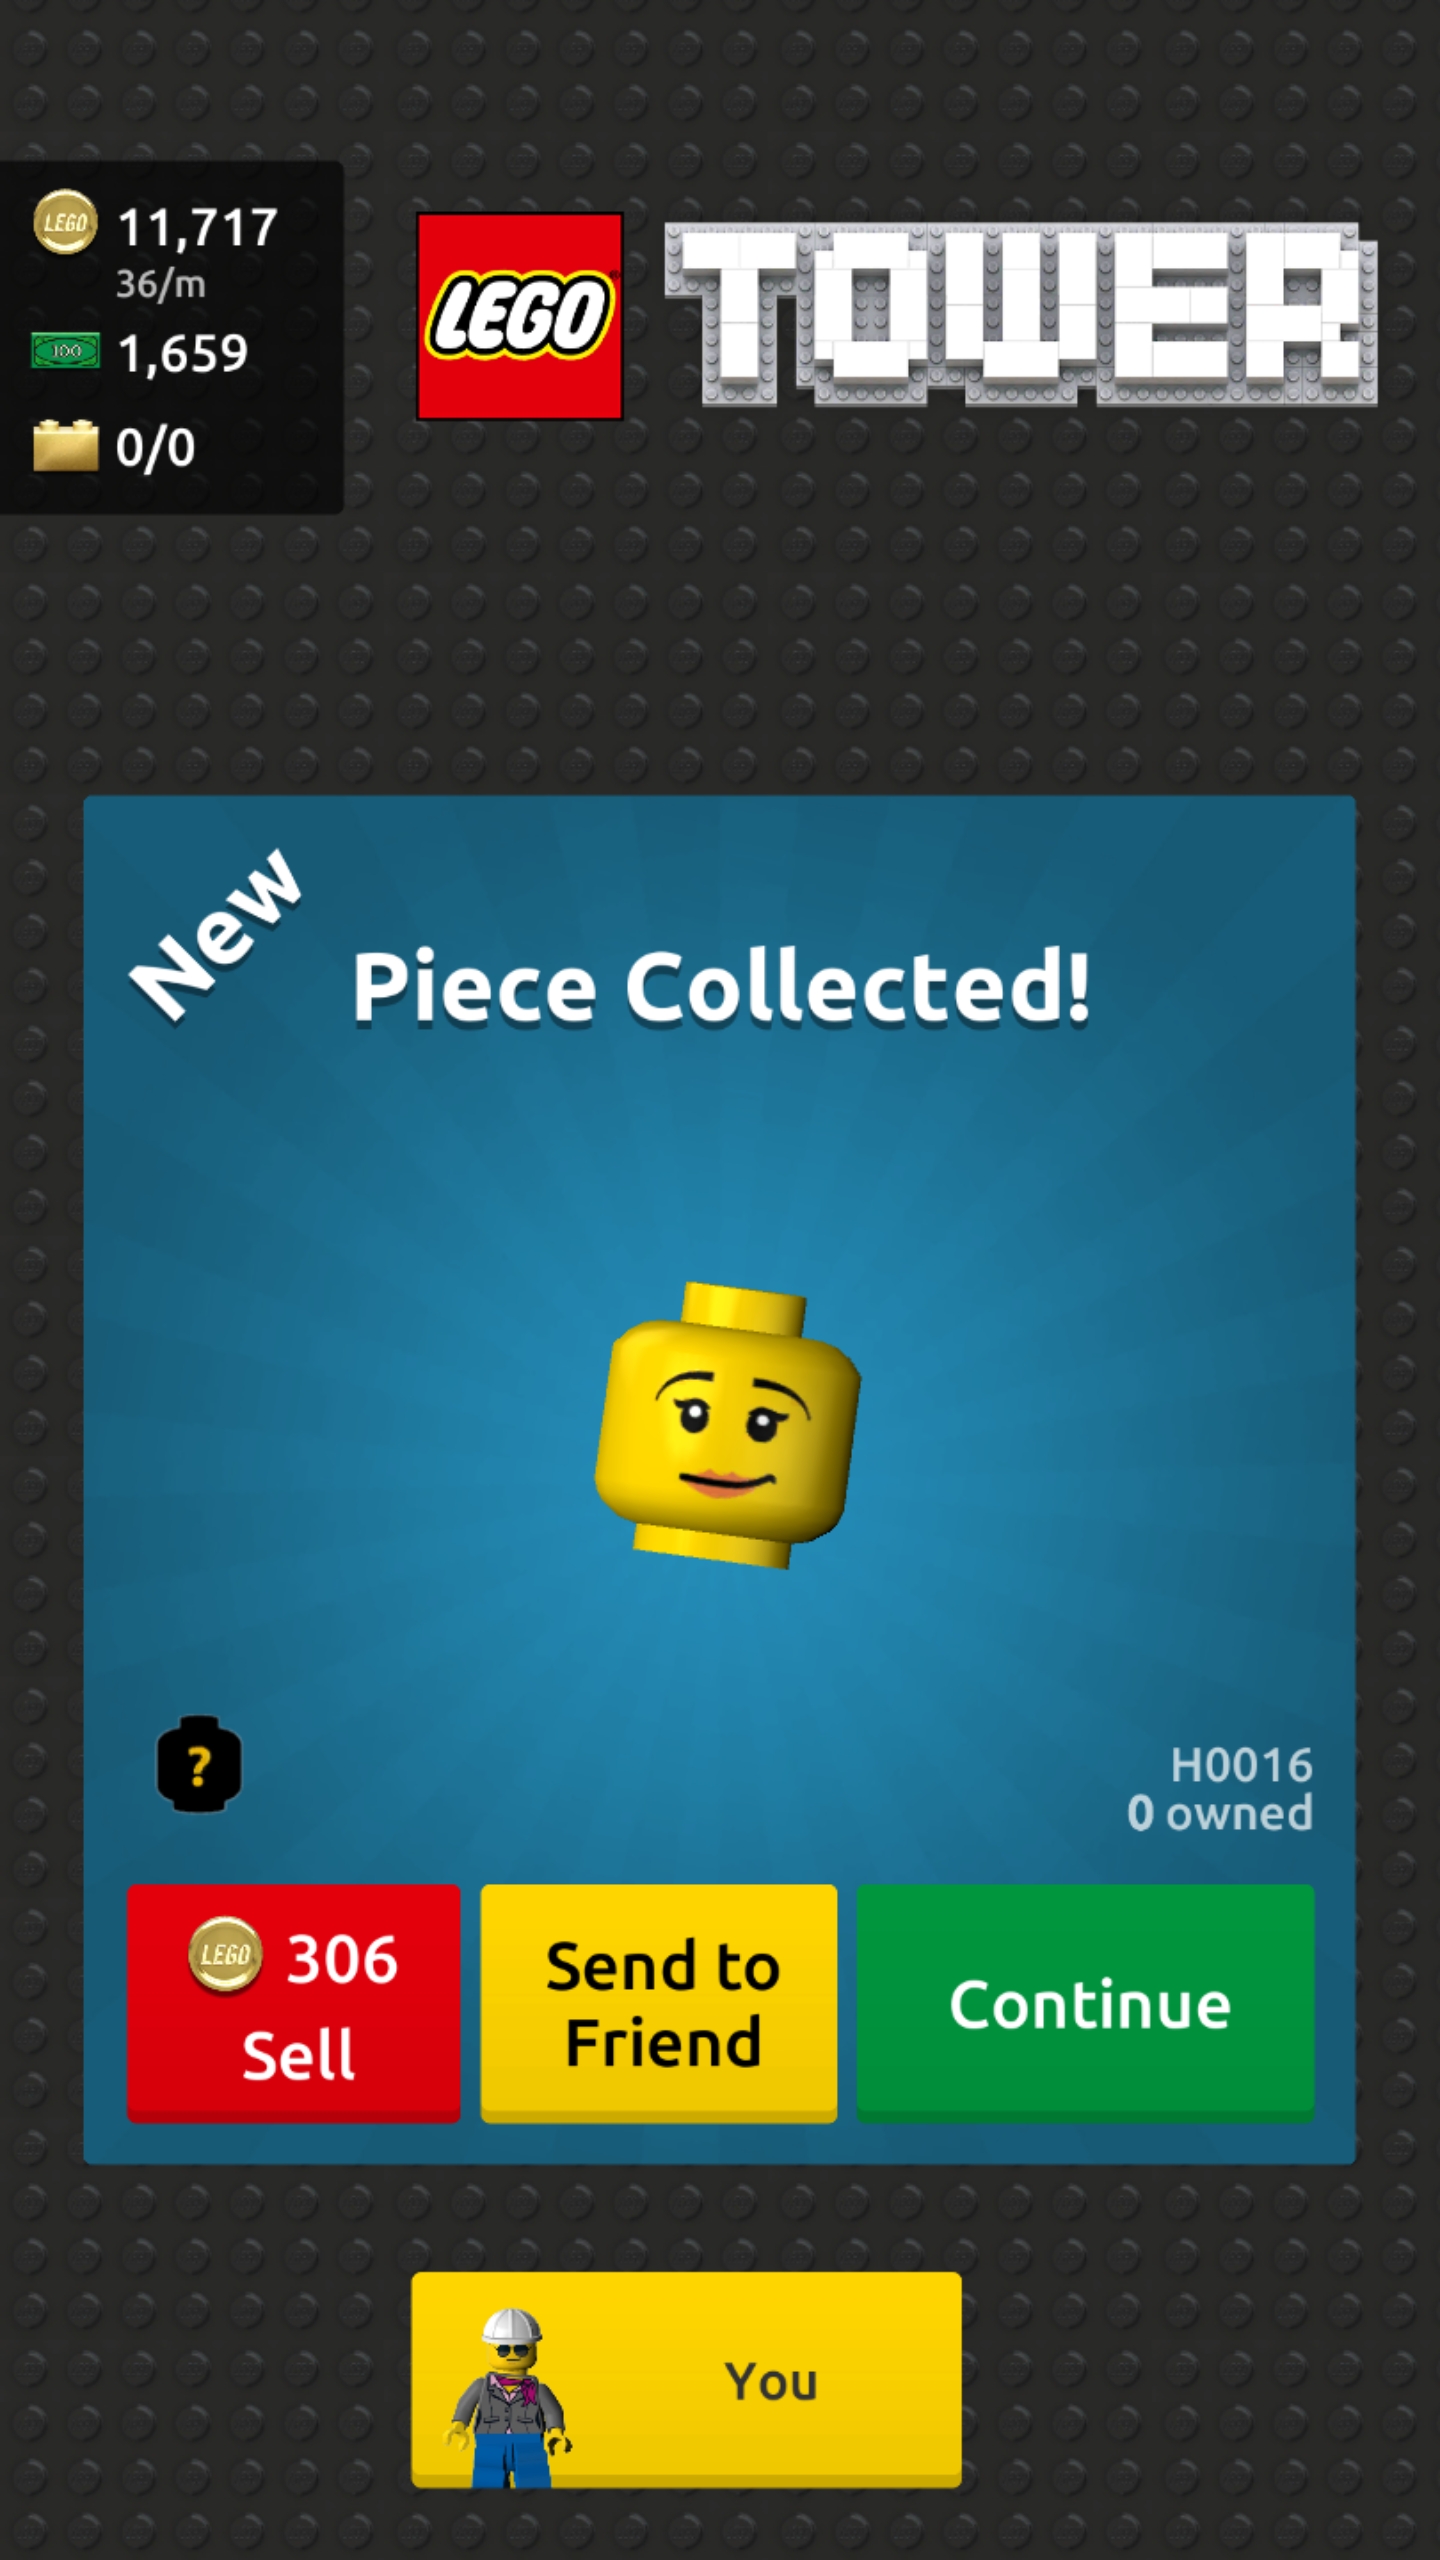 LEGO
11,717
36/m
100
1,659
0/0
LEGO
TOWER
New
Piece Collected!
?
H0016
0 owned
LEGO
306
Sell
Send to
Friend
Continue
You